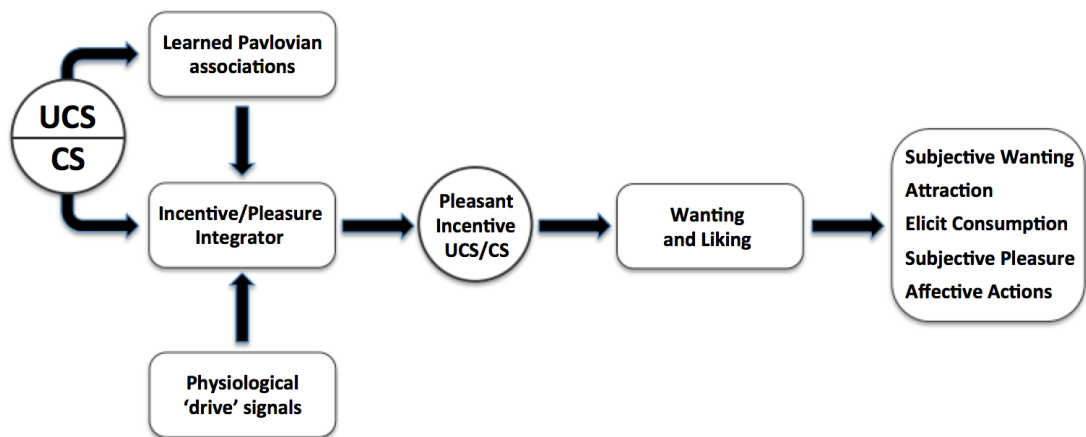 Learned Pavlovian
associations
UCS
CS
Incentive/Pleasure
Integrator
Pleasant
Incentive
UCS/CS
Wanting
and Liking
Subjective Wanting
Attraction
Elicit Consumption
Subjective Pleasure
Affective Actions
Physiological
‘drive’ signals